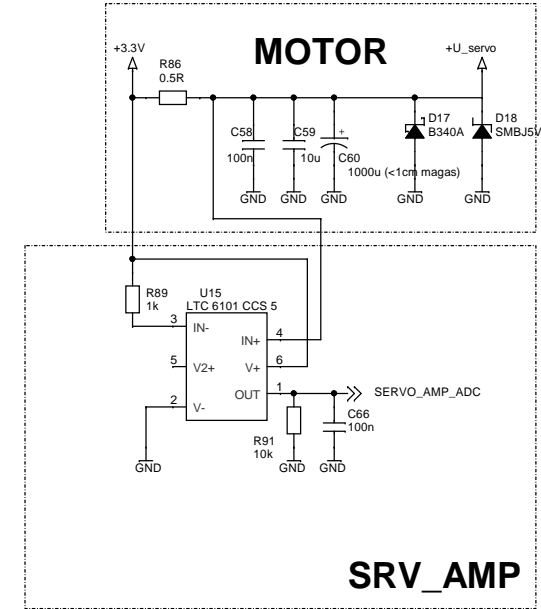 MOTOR
+3.3V
+U_servo
R86
0.5R
C58
100n
C59
10u
+
C60
1000u (<1cm magas)
D17
B340A
D18
SMBJ5V
GND
GND
GND
GND
GND
R89
1k
U15
LTC 6101 CCS 5
3
IN-
IN+
4
5
V2+
V+
6
OUT
1
2
V-
SERVO_AMP_ADC
C66
100n
R91
10k
GND
GND
GND
SRV_AMP